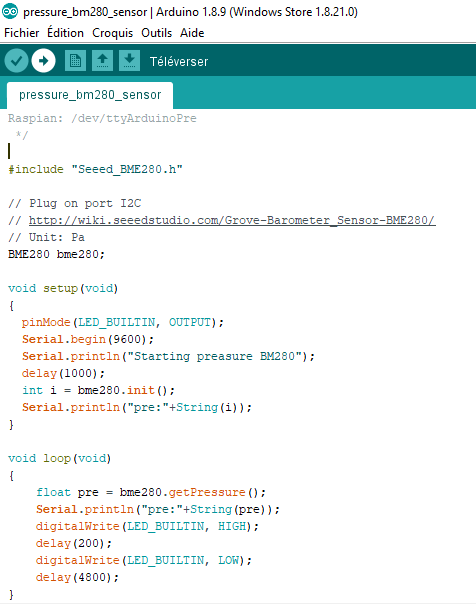 pressure_bm280_sensor | Arduino 1.8.9 (Windows Store 1.8.21.0)
Fichier Édition Croquis Outils Aide
Téléverser
pressure_bm280_sensor
Raspian: /dev/ttyArduinoPre
 */
#include "Seeed_BME280.h"
// Plug on port I2C
// http://wiki.seeedstudio.com/Grove-Barometer_Sensor-BME280/
// Unit: Pa
BME280 bme280;
void setup(void)
{
  pinMode(LED_BUILTIN, OUTPUT);
  Serial.begin(9600);
  Serial.println("Starting preasure BM280");
  delay(1000);
  int i = bme280.init();
  Serial.println("pre:"+String(i));
}
void loop(void)
{
    float pre = bme280.getPressure();
    Serial.println("pre:"+String(pre));
    digitalWrite(LED_BUILTIN, HIGH);
    delay(200);
    digitalWrite(LED_BUILTIN, LOW);
    delay(4800);
}